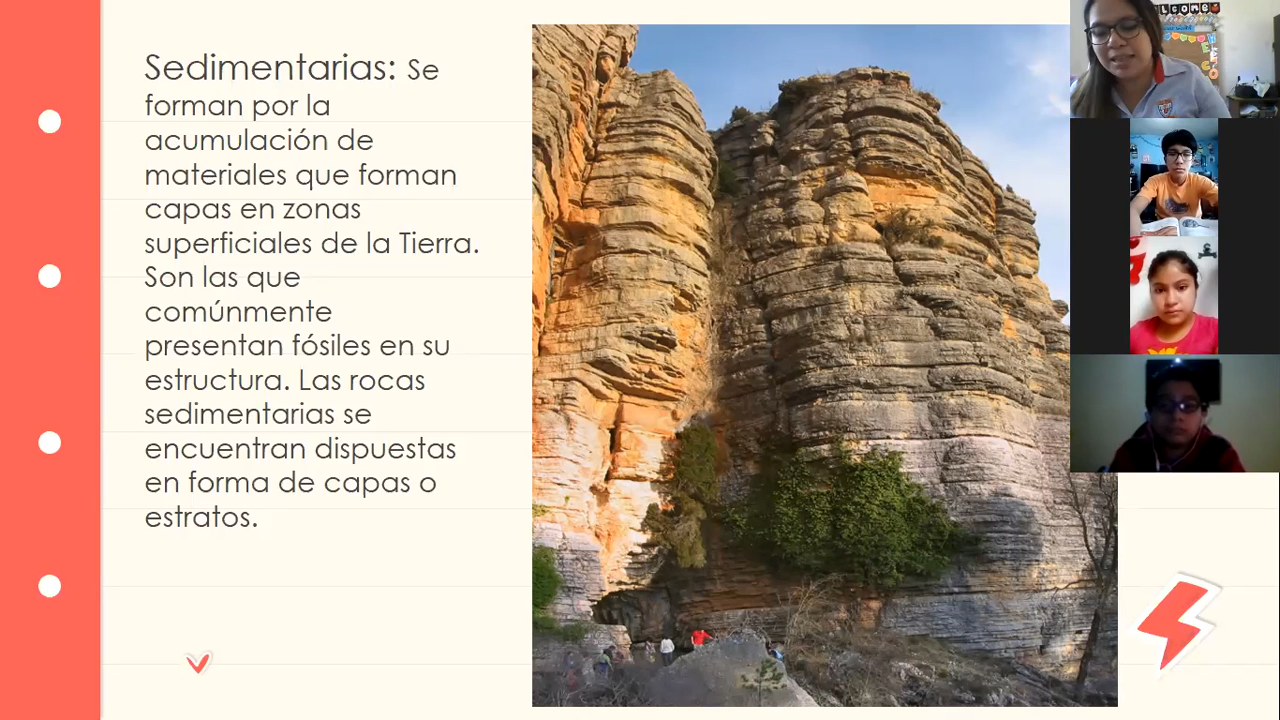 Sedimentarias: Se
forman por la
acumulación de
materiales que forman
capas en zonas
superficiales de la Tierra.
Son las que
comúnmente
presentan fósiles en su
estructura. Las rocas
sedimentarias se
encuentran dispuestas
en forma de capas o
estratos.